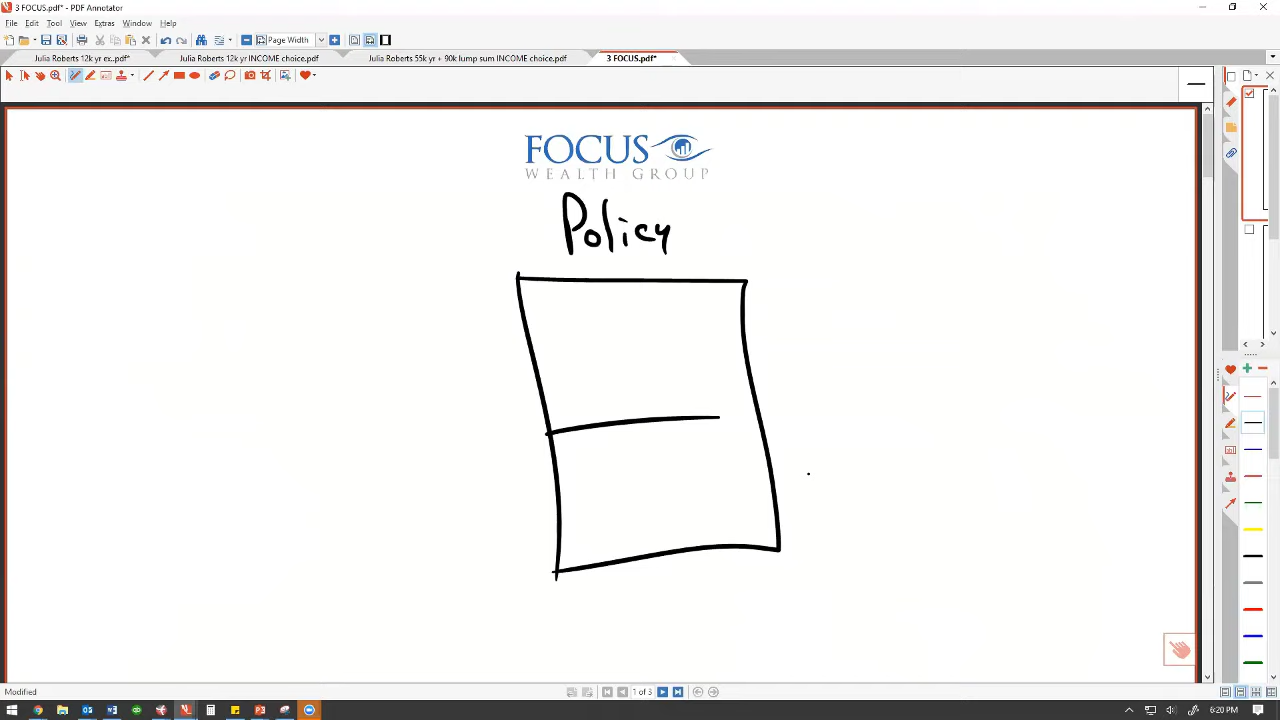 3 FOCUS.pdf* - PDF Annotator
File Edit Tool Extras Window Help
Page Width
Julia Roberts 12k yr ex..pdf* Julia Roberts 12k yr INCOME choice.pdf Julia Roberts 55k yr + 90k lump sum INCOME choice.pdf 3 FOCUS.pdf*
FOCUS
WEALTH GROUP
Policy
Modified
1 of 3
6:20 PM